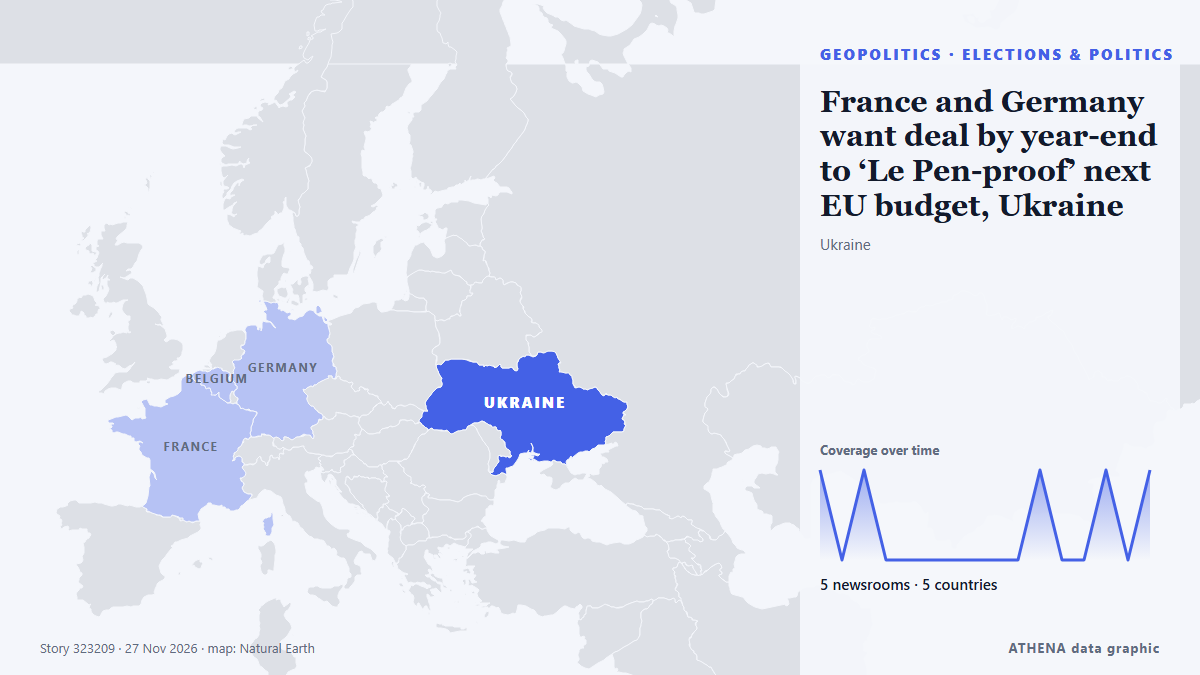 GEOPOLITICS · ELECTIONS & POLITICS
France and Germany
want deal by year-end
to ‘Le Pen-proof’ next
EU budget, Ukraine
Ukraine
GERMANY
BELGIUM
UKRAINE
FRANCE
Coverage over time
5 newsrooms · 5 countries
Story 323209 · 27 Nov 2026 · map: Natural Earth
ATHENA data graphic